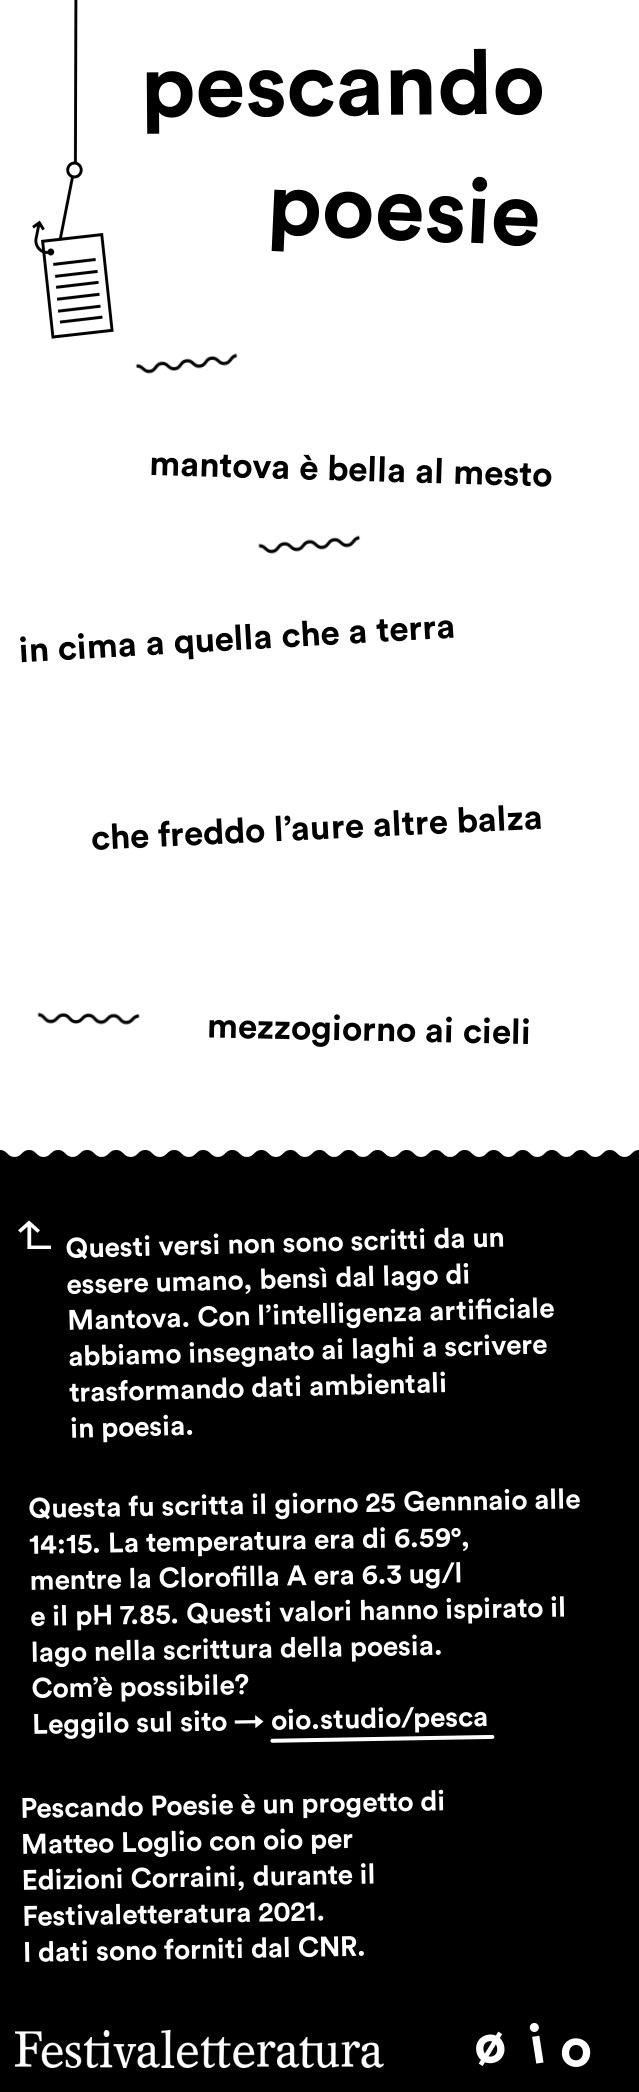 pescando
poesie
mantova è bella al mesto
in cima a quella che a terra
che freddo l’aure altre balza
mezzogiorno ai cieli
Questi versi non sono scritti da un
essere umano, bensì dal lago di
Mantova. Con l’intelligenza artificiale
abbiamo insegnato ai laghi a scrivere
trasformando dati ambientali
in poesia.
Questa fu scritta il giorno 25 Gennnaio alle
14:15. La temperatura era di 6.59°,
mentre la Clorofilla A era 6.3 ug/l
e il pH 7.85. Questi valori hanno ispirato il
lago nella scrittura della poesia.
Com’è possibile?
Leggilo sul sito → oio.studio/pesca
Pescando Poesie è un progetto di
Matteo Loglio con oio per
Edizioni Corraini, durante il
Festivaletteratura 2021.
I dati sono forniti dal CNR.
Festivaletteratura øio